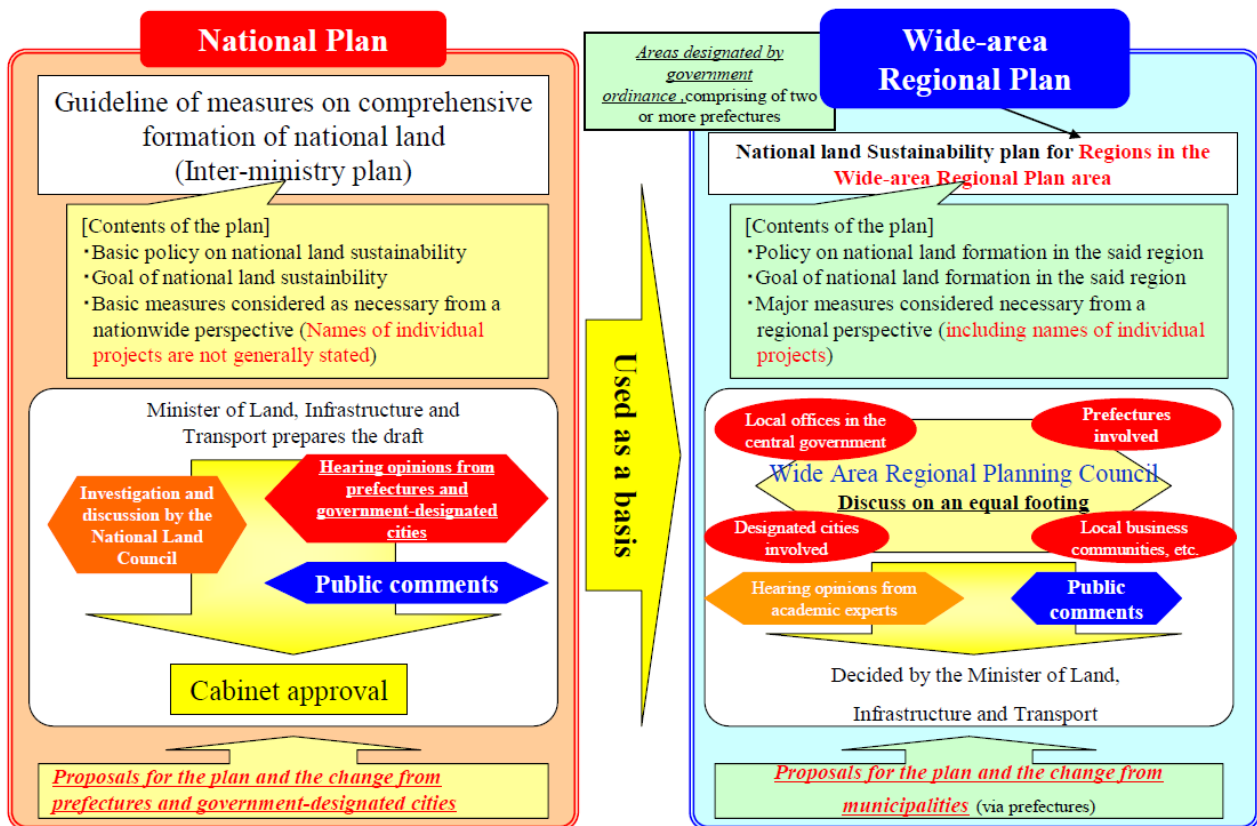 National Plan
Guideline of measures on comprehensive
formation of national land
(Inter-ministry plan)
[Contents of the plan]
・Basic policy on national land sustainability
・Goal of national land sustainbility
・Basic measures considered as necessary from a
nationwide perspective (Names of individual
projects are not generally stated)
Minister of Land, Infrastructure and
Transport prepares the draft
Investigation and
discussion by the
National Land
Council
Hearing opinions from
prefectures and
government-designated
cities
Public comments
Cabinet approval
Proposals for the plan and the change from
prefectures and government-designated cities
Used as a basis
Areas designated by
government
ordinance ,comprising of two
or more prefectures
Wide-area
Regional Plan
National land Sustainability plan for Regions in the
Wide-area Regional Plan area
[Contents of the plan]
・Policy on national land formation in the said region
・Goal of national land formation in the said region
・Major measures considered necessary from a
regional perspective (including names of individual
projects)
Local offices in the
central government
Prefectures
involved
Wide Area Regional Planning Council
Discuss on an equal footing
Designated cities
involved
Local business
communities, etc.
Hearing opinions from
academic experts
Public
comments
Decided by the Minister of Land,
Infrastructure and Transport
Proposals for the plan and the change from
municipalities (via prefectures)